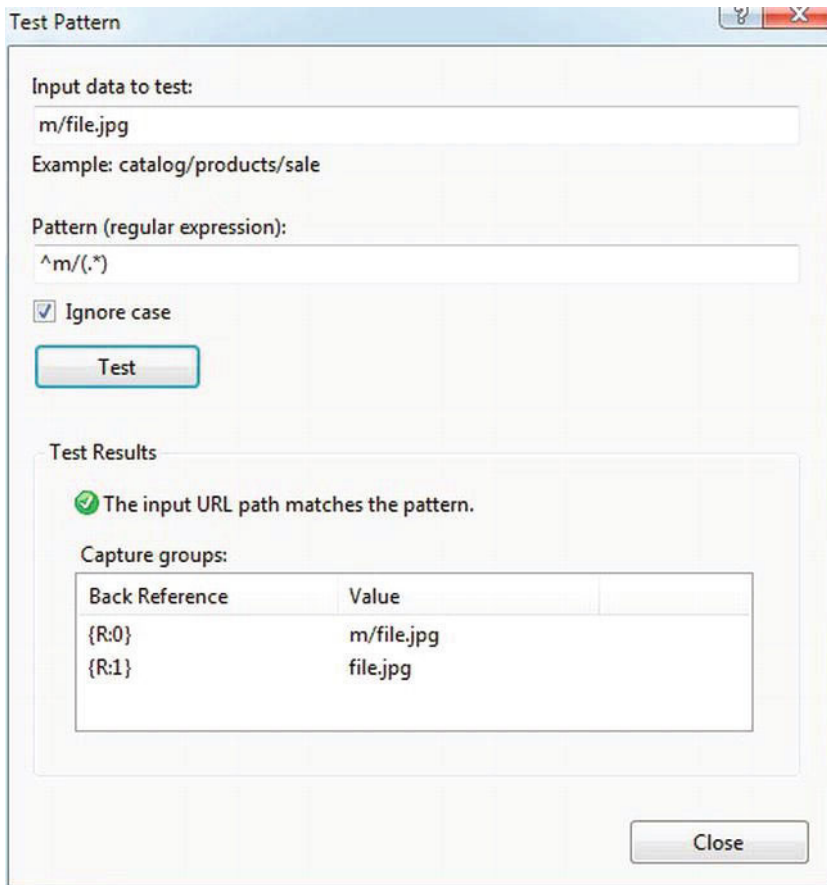 Test Pattern
?
Input data to test:
m/file.jpg
Example: catalog/products/sale
Pattern (regular expression):
^m/(.*)
Ignore case
Test
Test Results
The input URL path matches the pattern.
Capture groups:
Back Reference Value
{R:0} m/file.jpg
{R:1} file.jpg
Close